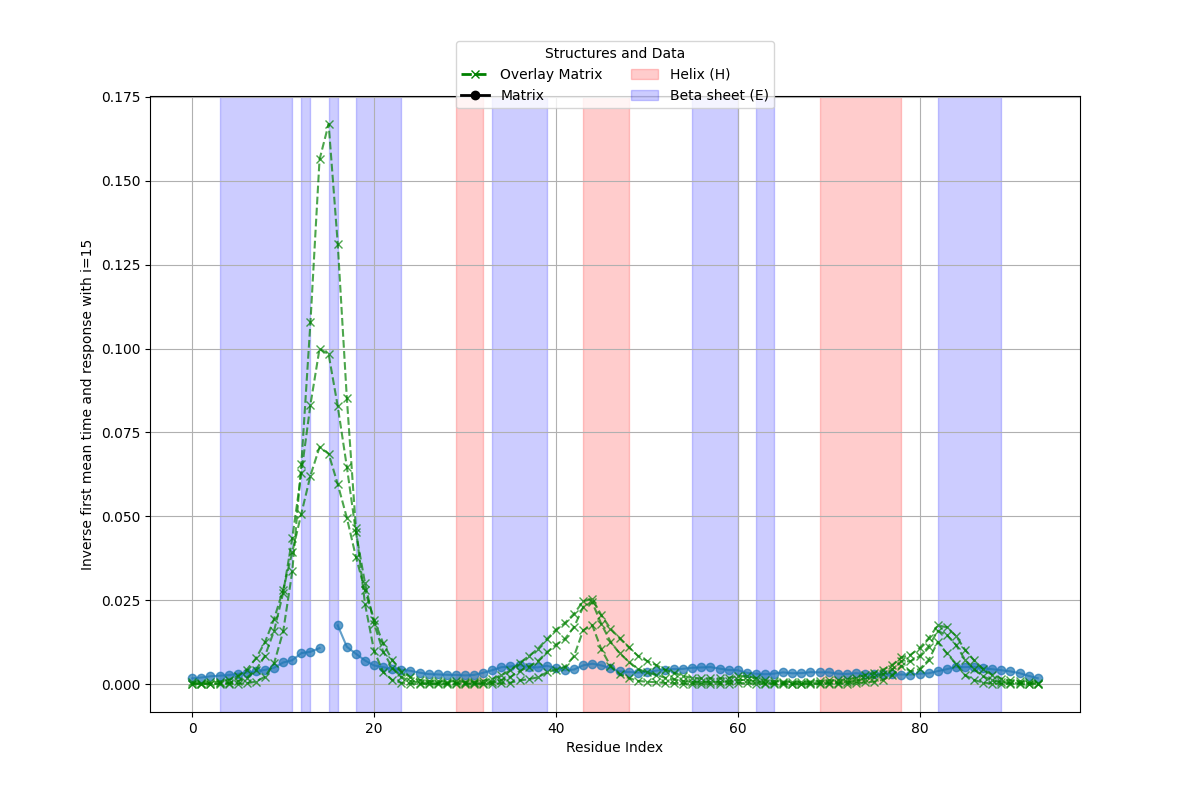 Structures and Data
Overlay Matrix
Matrix
Helix (H)
Beta sheet (E)
0.175
0.150
0.125
0.100
0.075
0.050
0.025
0.000
Inverse first mean time and response with i=15
0 20 40 60 80
Residue Index